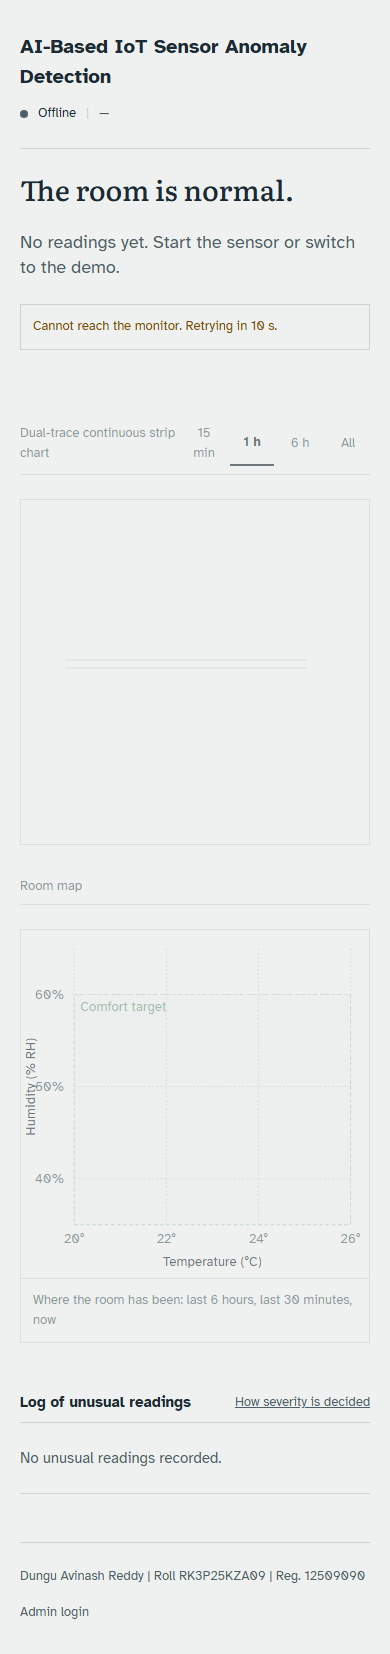 AI-Based IoT Sensor Anomaly
Detection
Offline | —
The room is normal.
No readings yet. Start the sensor or switch
to the demo.
Cannot reach the monitor. Retrying in 10 s.
Dual-trace continuous strip
chart
15
min
1 h
6 h
All
Room map
60%
Comfort target
Humidity (% RH)
50%
40%
20°
22°
24°
26°
Temperature (°C)
Where the room has been: last 6 hours, last 30 minutes,
now
Log of unusual readings
How severity is decided
No unusual readings recorded.
Dungu Avinash Reddy | Roll RK3P25KZA09 | Reg. 12509090
Admin login